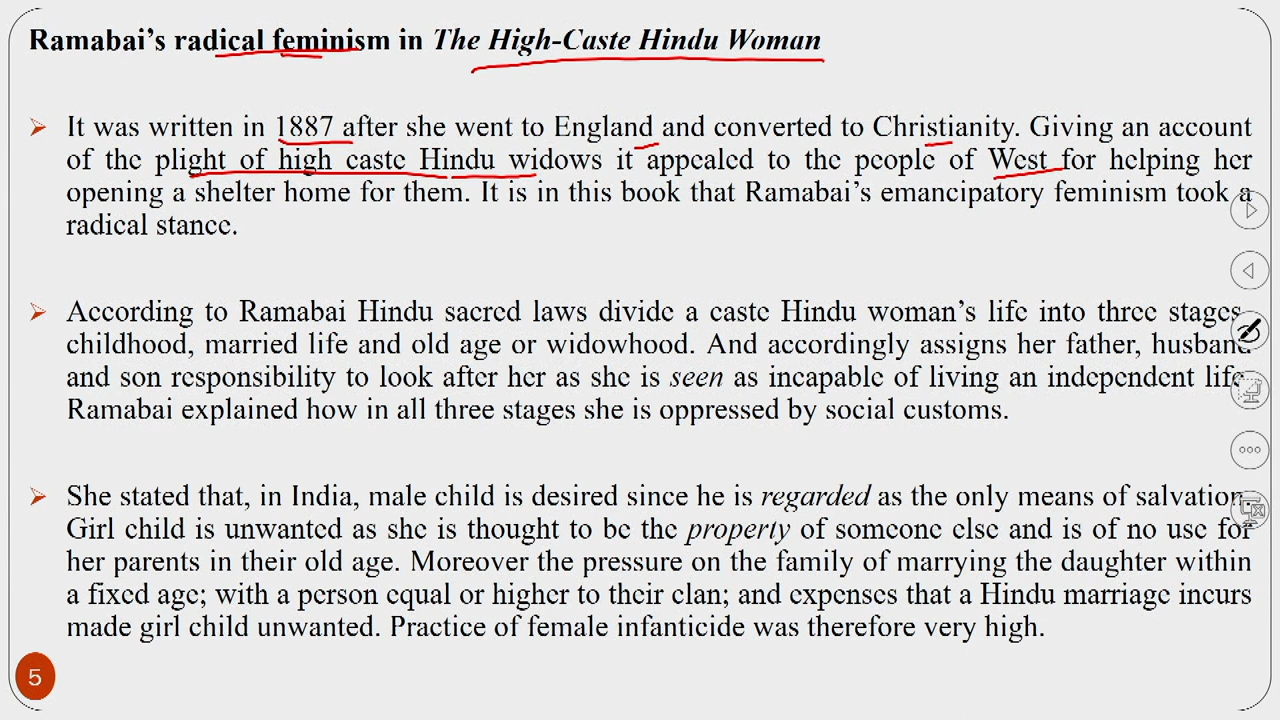 Ramabai's radical feminism in The High-Caste Hindu Woman
It was written in 1887 after she went to England and converted to Christianity. Giving an account
of the plight of high caste Hindu widows it appealed to the people of West for helping her
opening a shelter home for them. It is in this book that Ramabai's emancipatory feminism took a
radical stance.
According to Ramabai Hindu sacred laws divide a caste Hindu woman's life into three stages
childhood, married life and old age or widowhood. And accordingly assigns her father, husband
and son responsibility to look after her as she is seen as incapable of living an independent life
Ramabai explained how in all three stages she is oppressed by social customs.
She stated that, in India, male child is desired since he is regarded as the only means of salvation.
Girl child is unwanted as she is thought to be the property of someone else and is of no use for
her parents in their old age. Moreover the pressure on the family of marrying the daughter within
a fixed age; with a person equal or higher to their clan; and expenses that a Hindu marriage incurs
made girl child unwanted. Practice of female infanticide was therefore very high.
5